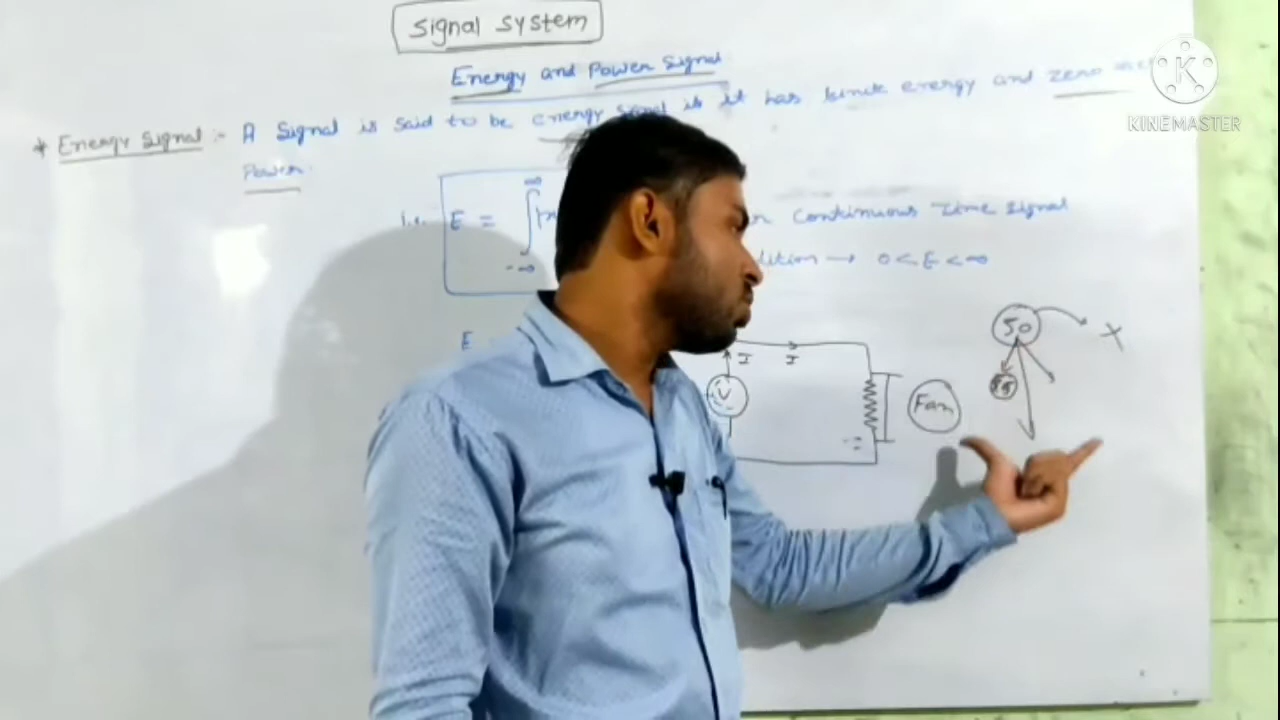 Signal System
Energy and Power Signal
* Energy Signal :- A Signal is said to be energy signal if it has finite energy and zero
Power.
i.e. E = ∫ |x continuous time signal
∞
-∞
dition → 0 < E < ∞
E
50
X
I I
V
Fan
K
KINEMASTER